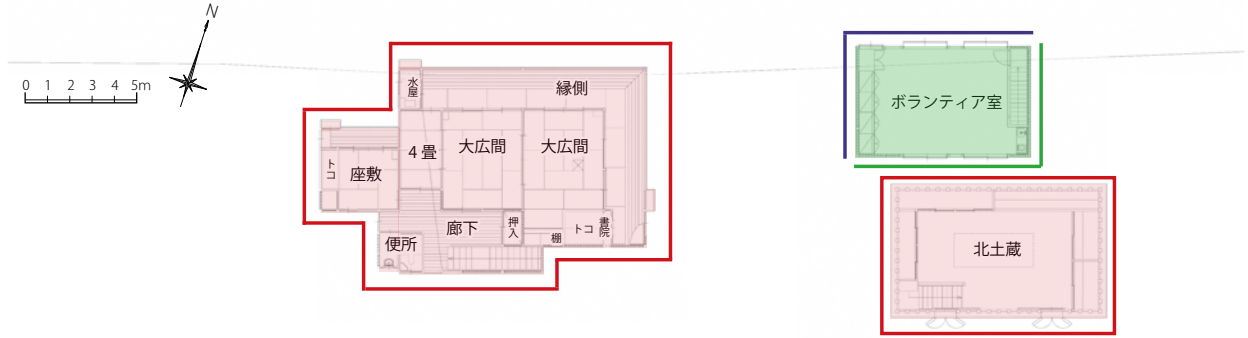 N
0 1 2 3 4 5m
水屋
縁側
4畳
大広間
大広間
トコ
座敷
廊下
押入
棚
トコ
書院
便所
ボランティア室
北土蔵